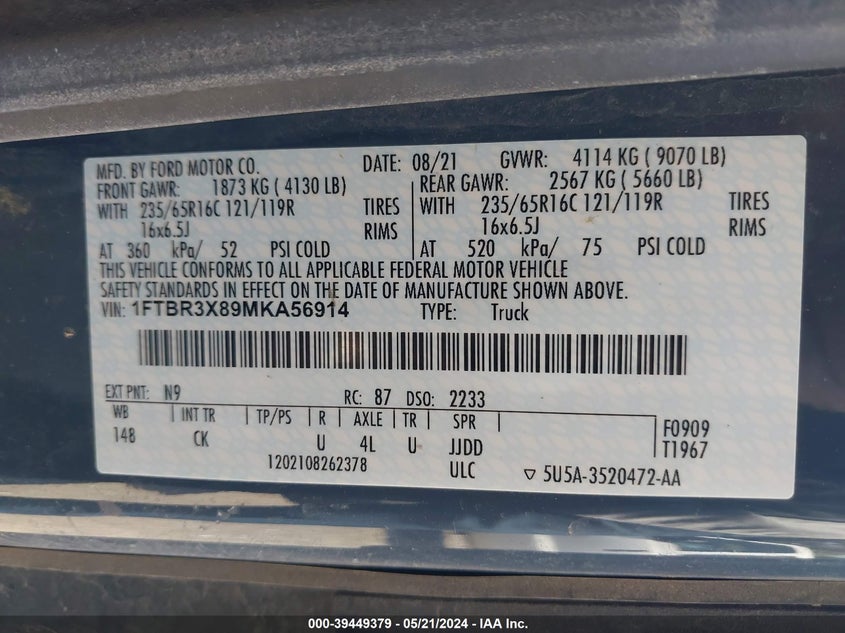 MFD. BY FORD MOTOR CO. DATE: 08/21 GVWR: 4114 KG ( 9070 LB)
FRONT GAWR: 1873 KG ( 4130 LB) REAR GAWR: 2567 KG ( 5660 LB)
WITH 235/65R16C 121/119R TIRES WITH 235/65R16C 121/119R TIRES
16x6.5J RIMS 16x6.5J RIMS
AT 360 kPa/ 52 PSI COLD AT 520 kPa/ 75 PSI COLD
THIS VEHICLE CONFORMS TO ALL APPLICABLE FEDERAL MOTOR VEHICLE
SAFETY STANDARDS IN EFFECT ON THE DATE OF MANUFACTURE SHOWN ABOVE.
VIN: 1FTBR3X89MKA56914 TYPE: Truck
EXT PNT: N9 RC: 87 DSO: 2233
WB INT TR TP/PS R AXLE TR SPR F0909
148 CK U 4L U JJDD T1967
1202108262378 ULC ▽ 5U5A-3520472-AA
000-39449379 - 05/21/2024 - IAA Inc.